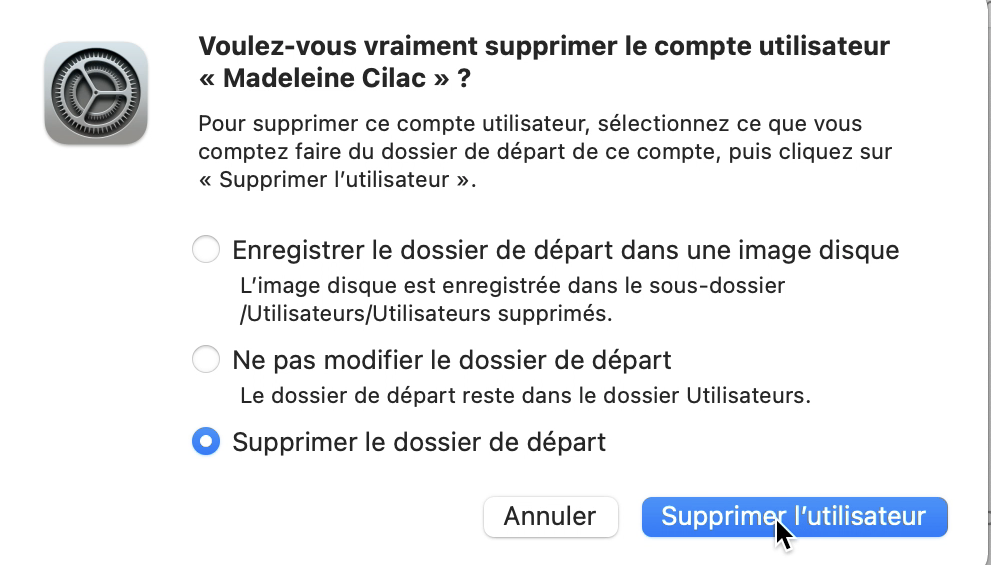 Voulez-vous vraiment supprimer le compte utilisateur
« Madeleine Cilac » ?
Pour supprimer ce compte utilisateur, sélectionnez ce que vous
comptez faire du dossier de départ de ce compte, puis cliquez sur
« Supprimer l’utilisateur ».
Enregistrer le dossier de départ dans une image disque
L’image disque est enregistrée dans le sous-dossier
/Utilisateurs/Utilisateurs supprimés.
Ne pas modifier le dossier de départ
Le dossier de départ reste dans le dossier Utilisateurs.
Supprimer le dossier de départ
Annuler
Supprimer l’utilisateur